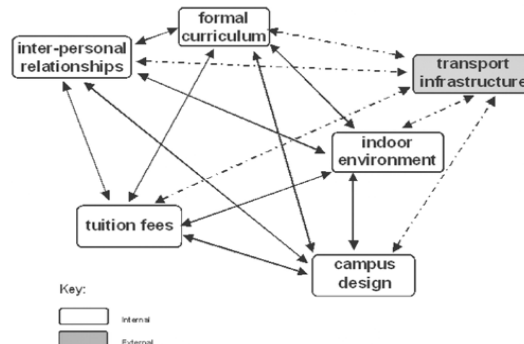 formal
curriculum
inter-personal
relationships
transport
infrastructure
indoor
environment
tuition fees
campus
design
Key:
Internal
External